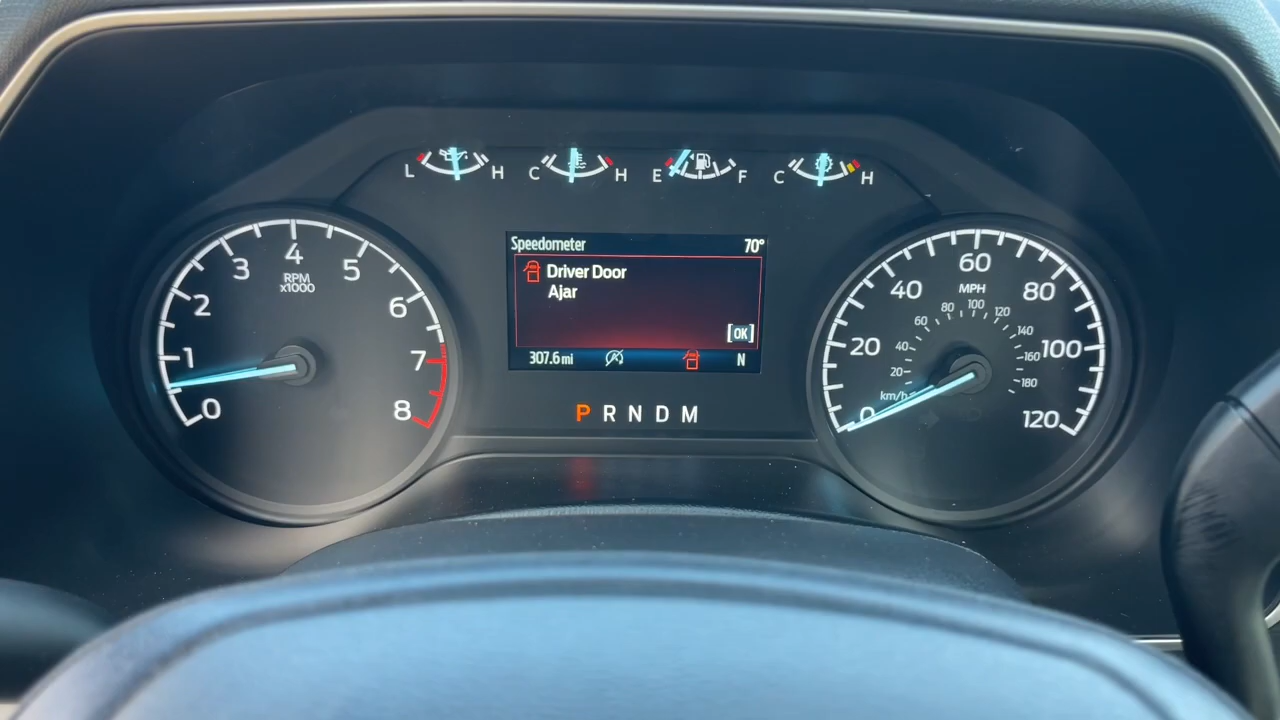 L H C H E F C H
Speedometer 70°
Driver Door
Ajar
[OK]
307.6 mi N
P R N D M
0 1 2 3 4 5 6 7 8
RPM
x1000
0 20 40 60 80 100 120
MPH
20 40 60 80 100 120 140 160 180
km/h